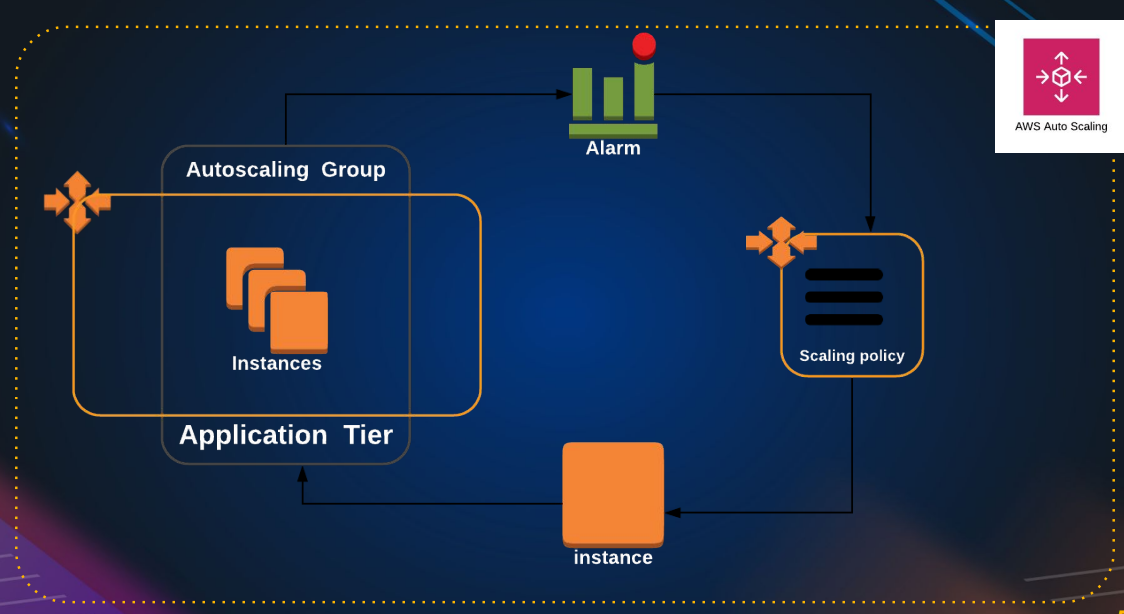 AWS Auto Scaling
Alarm
Autoscaling Group
Instances
Scaling policy
Application Tier
instance